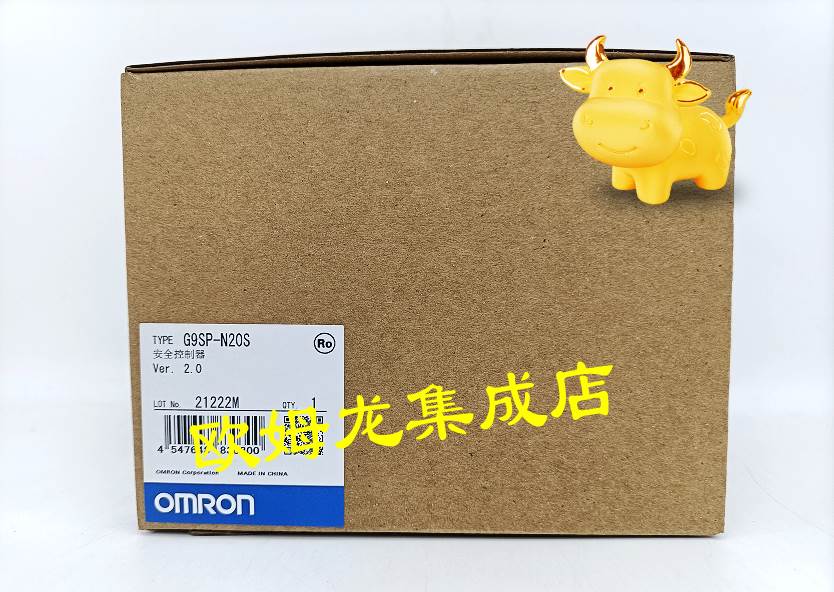 TYPE G9SP-N20S
Ro
安全控制器
Ver. 2.0
LOT No. 21222M QTY. 1
欧姆龙集成店
OMRON Corporation MADE IN CHINA
OMRON